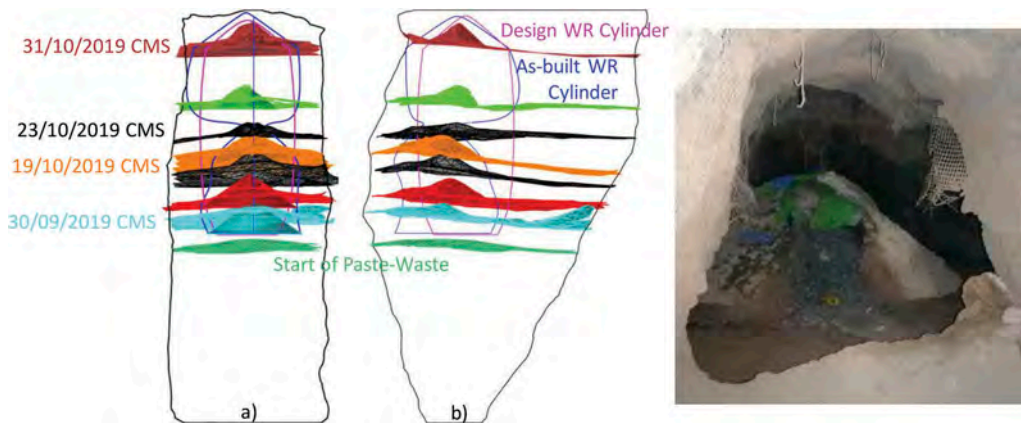 31/10/2019 CMS
23/10/2019 CMS
19/10/2019 CMS
30/09/2019 CMS
Design WR Cylinder
As-built WR
Cylinder
Start of Paste-Waste
a)
b)